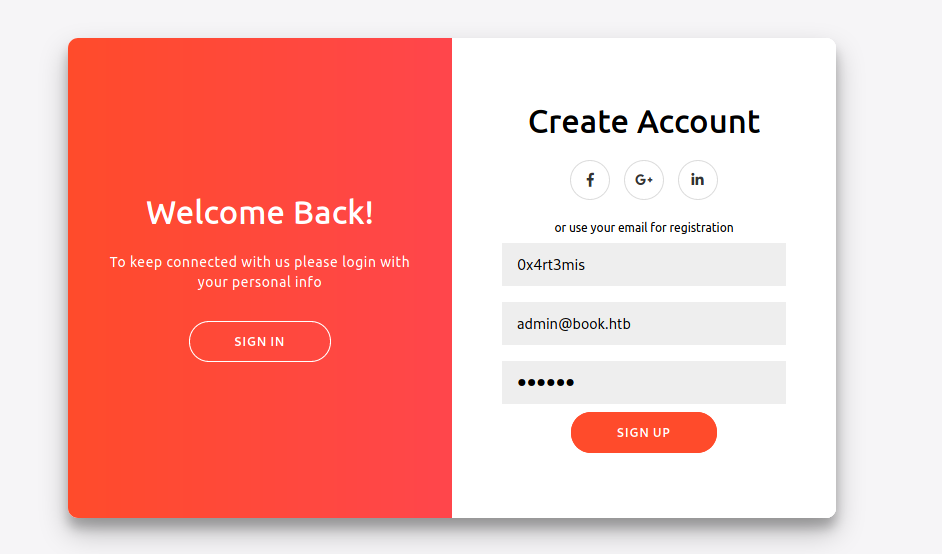 Welcome Back!
To keep connected with us please login with
your personal info
SIGN IN
Create Account
f
G+
in
or use your email for registration
0x4rt3mis
admin@book.htb
••••••
SIGN UP